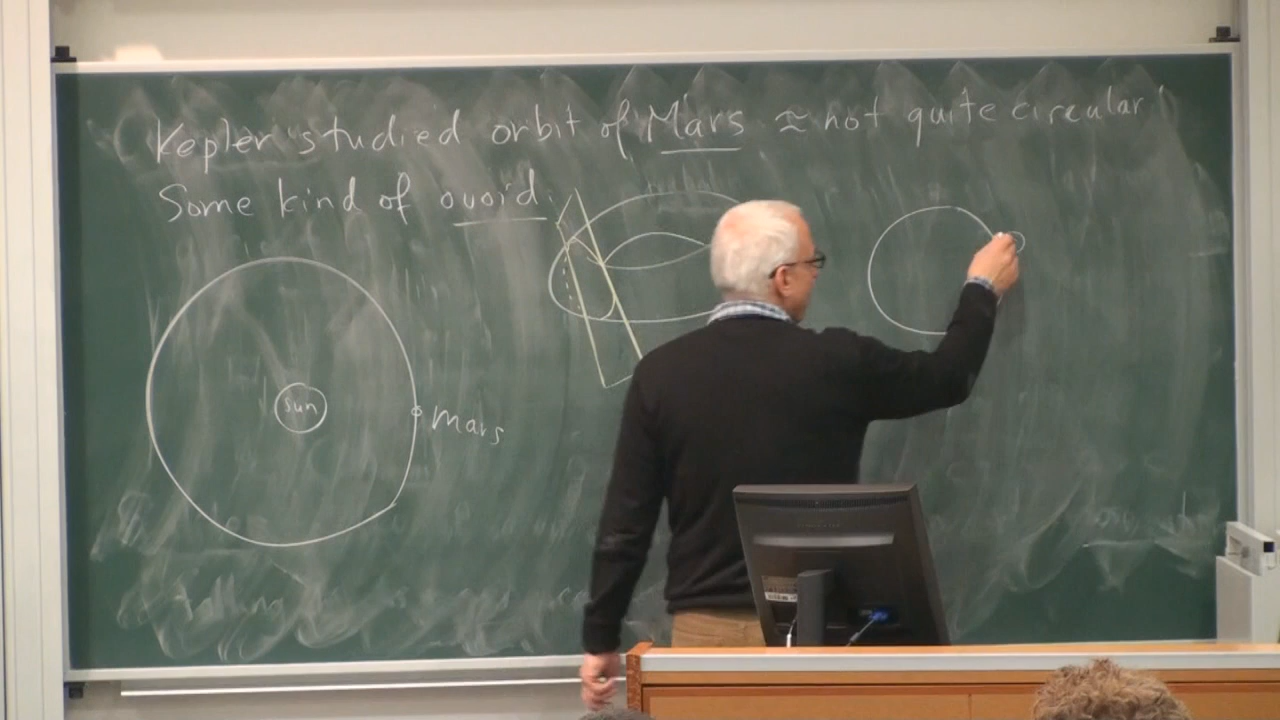 Kepler studied orbit of Mars ≈ not quite circular!
Some kind of ovoid.
sun
mars